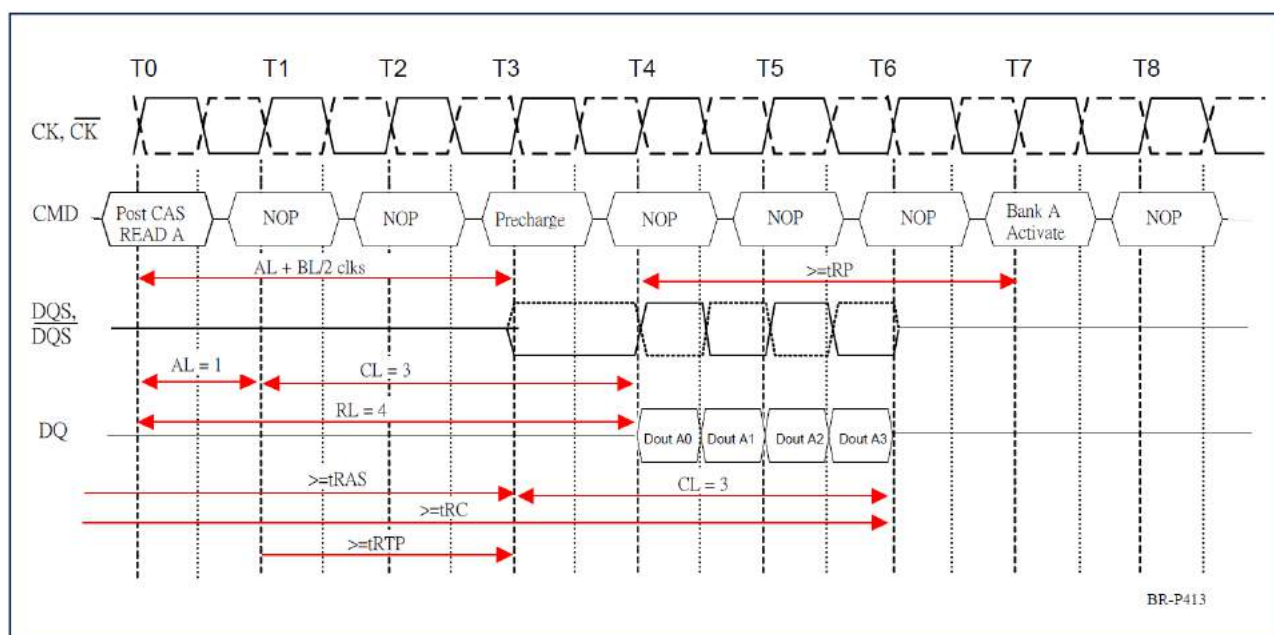 T0 T1 T2 T3 T4 T5 T6 T7 T8
CK, CK
CMD Post CAS READ A NOP NOP Precharge NOP NOP NOP Bank A Activate NOP
AL + BL/2 clks >=tRP
DQS,
DQS
AL = 1 CL = 3
RL = 4
DQ Dout A0 Dout A1 Dout A2 Dout A3
>=tRAS CL = 3
>=tRC
>=tRTP
BR-P413